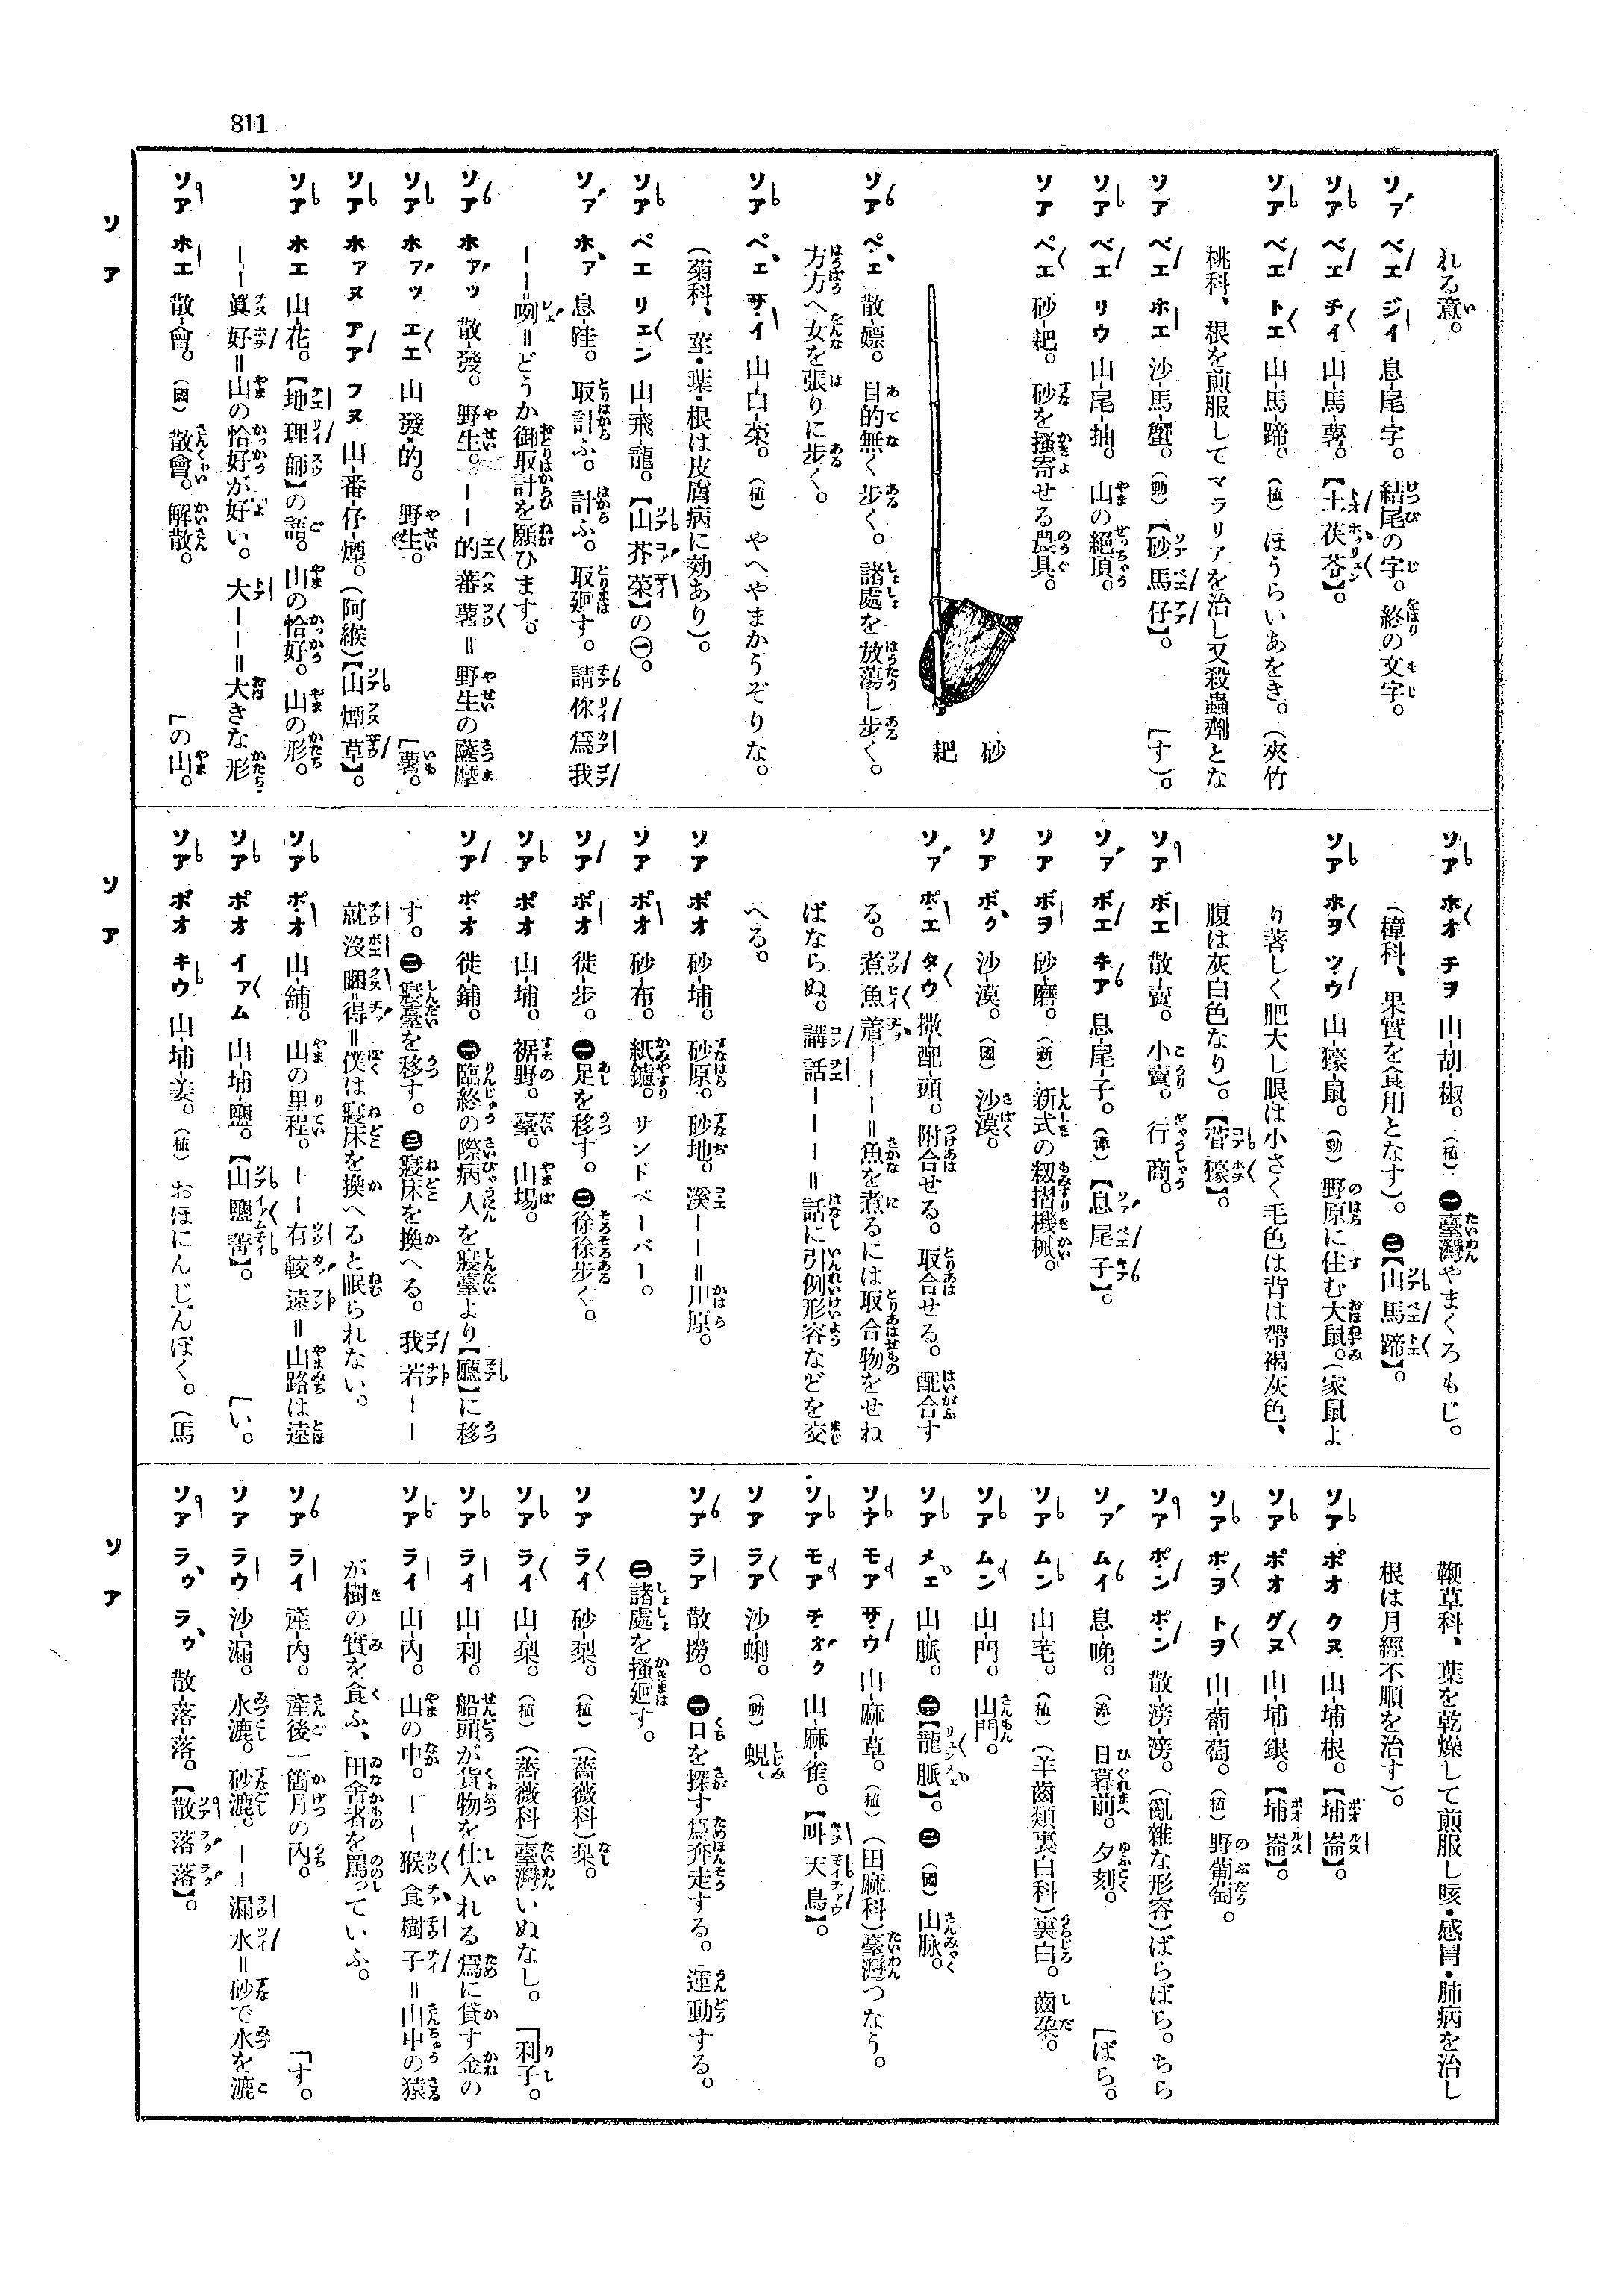 811
れる意。
ソァ ベエ ジイ 息-尾-字。 結尾の字。終の文字。
ソア ベエ チイ 山-馬-薯。【土茯苓】。
ソア ベエ トエ 山-馬-蹄。(植) ほうらいあをき。(夾竹
桃科、根を煎服してマラリアを治し又殺蟲劑とな
ソア ベエ ホエ 沙-馬-蟹。(動)【砂馬仔】。 [す)。
ソア ベエ リウ 山-尾-抽。 山の絕頂。
ソア ペエ 砂-耙。 砂を搔寄せる農具。
砂耙
ソア ペェ 散-嫖。 目的無く步く。 諸處を放蕩し步く。
方方へ女を張りに步く。
ソア ペェ サイ 山-白-菜。(植) やへやまかうぞりな。
(菊科、莖・葉・根は皮膚病に効あり)。
ソア ペエ リェン 山-飛-龍。【山芥菜】の㊀。
ソァ ホァ 息-. 取計ふ。 計ふ。取廻す。 請你爲我
――咧=どうか御取計を願ひます。
ソア ホァッ 散-發。 野生。――的蕃薯=野生の薩摩
ソア ホァッ エエ 山-發-的。 野生。 [薯。
ソア ホァヌ アア フヌ 山-番-仔-煙。(阿緱)【山煙草】。
ソア ホエ 山-花。【地理師】の語。 山の恰好。山の形。
――眞好=山の恰好が好い。 大――=大きな形
ソア ホエ 散-會。(國) 散會。解散。 [の山。
ソア ホオ チヲ 山-胡-椒。(植) ㊀臺灣やまくろもじ。
(樟科、果實を食用となす)。 ㊁【山馬蹄】。
ソア ホヲ ツウ 山-獴-鼠。(動) 野原に住む大鼠。(家鼠よ
り著しく肥大し眼は小さく毛色は背は帶褐灰色、
腹は灰白色なり)。【菅獴】。
ソア ボエ 散-賣。 小賣。行商。
ソァ ボエ キア 息-尾-子。(漳)【息尾子】。
ソア ボヲ 砂-磨。(新) 新式の籾摺機械。
ソア ボク 沙-漠。(國) 沙漠。
ソァ ポエ タウ 撒-配-頭。 附合せる。取合せる。配合す
る。 煮魚着―――=魚を煮るには取合物をせね
ばならぬ。講話―――=話に引例形容などを交
へる。
ソア ポオ 砂-埔。 砂原。砂地。 溪――=川原。
ソア ポオ 砂-布。 紙鑢。サンドペーパー。
ソア ポオ 徙-步。 ㊀足を移す。 ㊁徐徐步く。
ソア ポオ 山-埔。 裾野。臺。山場。
ソア ポオ 徙-鋪。 ㊀臨終の際病人を寢臺より【廳】に移
す。 ㊁寢臺を移す。 ㊂寢床を換へる。 我若――
就沒睏-得=僕は寢床を換へると眠られない。
ソア ポオ 山-舖。 山の里程。 ――有較遠=山路は遠
ソア ポオ イァム 山-埔-鹽。【山鹽菁】。 [い。
ソア ポオ キウ 山-埔-姜。(植) おほにんじんぼく。(馬
鞭草科、葉を乾燥して煎服し咳・感冒・肺病を治し
根は月經不順を治す)。
ソア ポオ クヌ 山-埔-根。【埔崙】。
ソア ポオ グヌ 山-埔-銀。【埔崙】。
ソア ポヲ トヲ 山-葡-萄。(植) 野葡萄。
ソア ポン ポン 散-滂-滂。(亂雜な形容)ばらばら。ちら
ソァ ムイ 息-晚。(漳) 日暮前。夕刻。 [ばら。
ソア ムン 山-毛。(植)(羊齒類裏白科)裏白。齒朶。
ソア ムン 山-門。 山門。
ソア メェ 山-脈。 ㊀【龍脈】。 ㊁(國) 山脉。
ソア モア サウ 山-麻-草。(植)(田麻科)臺灣つなう。
ソア モア チオク 山-麻-雀。【叫天鳥】。
ソア ラア 沙-蜊。(動) 蜆。
ソア ラア 散-撈。 ㊀口を探す爲奔走する。運動する。
㊁諸處を搔廻す。
ソア ライ 砂-梨。(植)(薔薇科)梨。
ソア ライ 山-梨。(植)(薔薇科)臺灣いぬなし。 [利子。
ソア ライ 山-利。 船頭が貨物を仕入れる爲に貸す金の
ソア ライ 山-內。 山の中。――猴食樹子=山中の猿
が樹の實を食ふ、田舍者を罵っていふ。
ソア ライ 產-內。 產後一箇月の內。 [す。
ソア ラウ 沙-漏。 水漉。砂漉。――漏水=砂で水を漉
ソア ラゥ ラゥ 散-落-落。【散落落】。
ソア
ソア
ソア